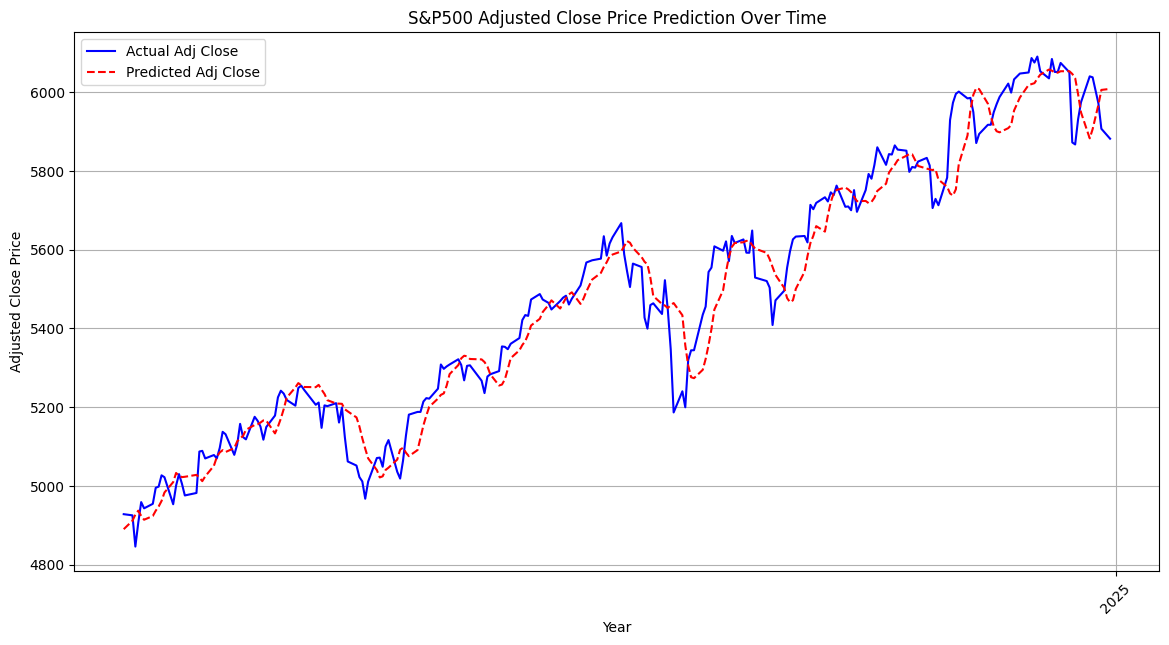 S&P500 Adjusted Close Price Prediction Over Time
Actual Adj Close
Predicted Adj Close
Adjusted Close Price
6000
5800
5600
5400
5200
5000
4800
2025
Year